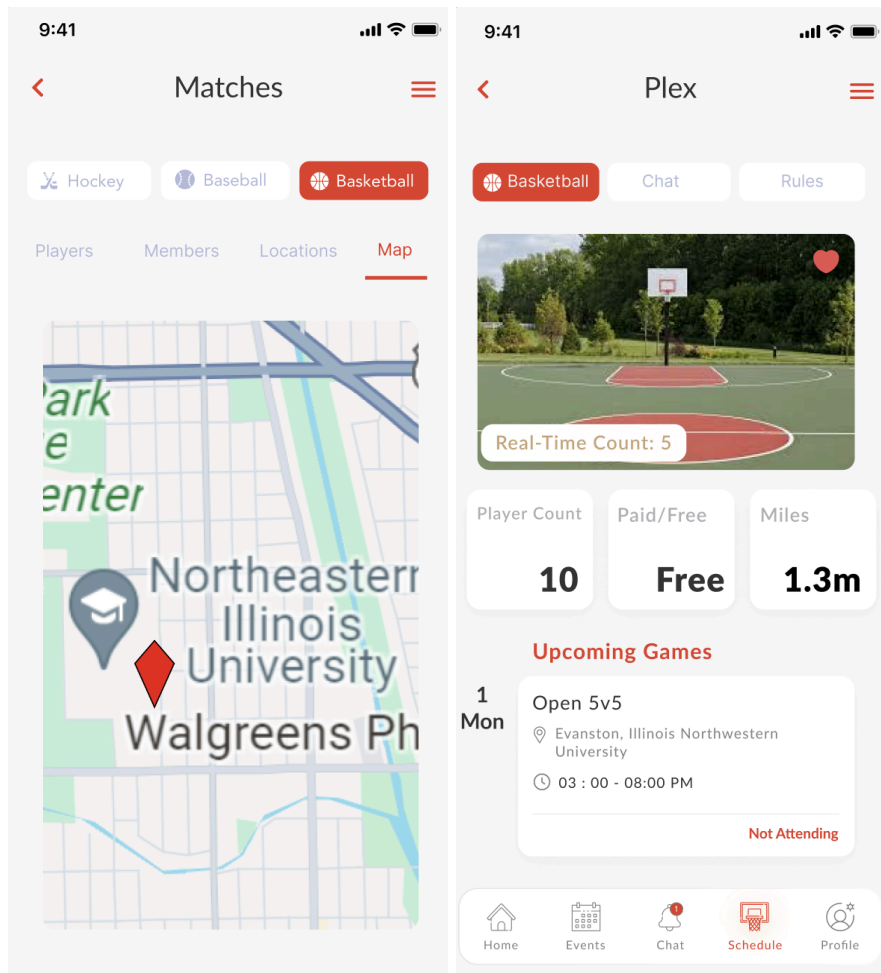 9:41
Matches
Hockey
Baseball
Basketball
Players
Members
Locations
Map
ark
e
enter
Northeastern
Illinois
University
Walgreens Ph
9:41
Plex
Basketball
Chat
Rules
Real-Time Count: 5
Player Count
10
Paid/Free
Free
Miles
1.3m
Upcoming Games
1
Mon
Open 5v5
Evanston, Illinois Northwestern
University
03 : 00 - 08:00 PM
Not Attending
1
Home
Events
Chat
Schedule
Profile